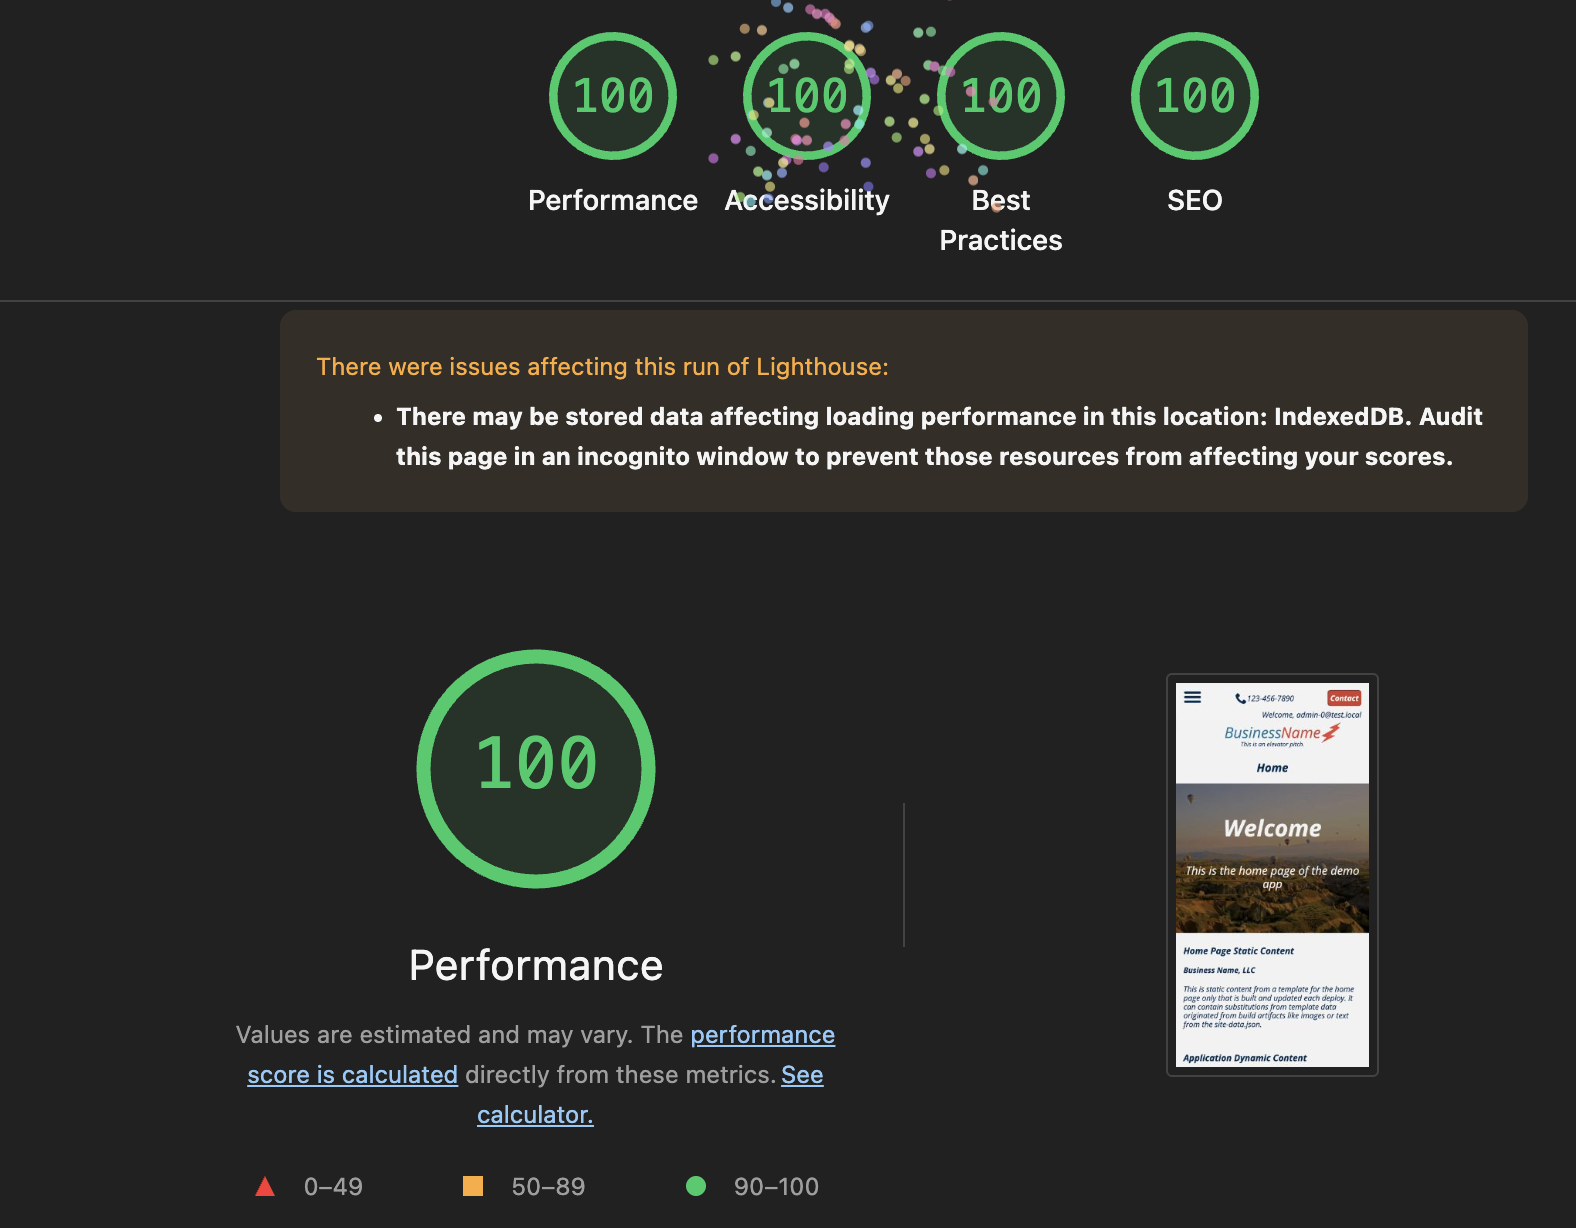 100
100
100
100
Performance
Accessibility
Best
Practices
SEO
There were issues affecting this run of Lighthouse:
• There may be stored data affecting loading performance in this location: IndexedDB. Audit
this page in an incognito window to prevent those resources from affecting your scores.
100
Performance
Values are estimated and may vary. The performance
score is calculated directly from these metrics. See
calculator.
0–49
50–89
90–100
123-456-7890
Contact
Welcome, admin-0@test.local
BusinessName
This is an elevator pitch.
Home
Welcome
This is the home page of the demo
app
Home Page Static Content
Business Name, LLC
This is static content from a template for the home
page only that is built and updated each deploy. It
can contain substitutions from template data
originated from build artifacts like images or text
from the site-data.json.
Application Dynamic Content